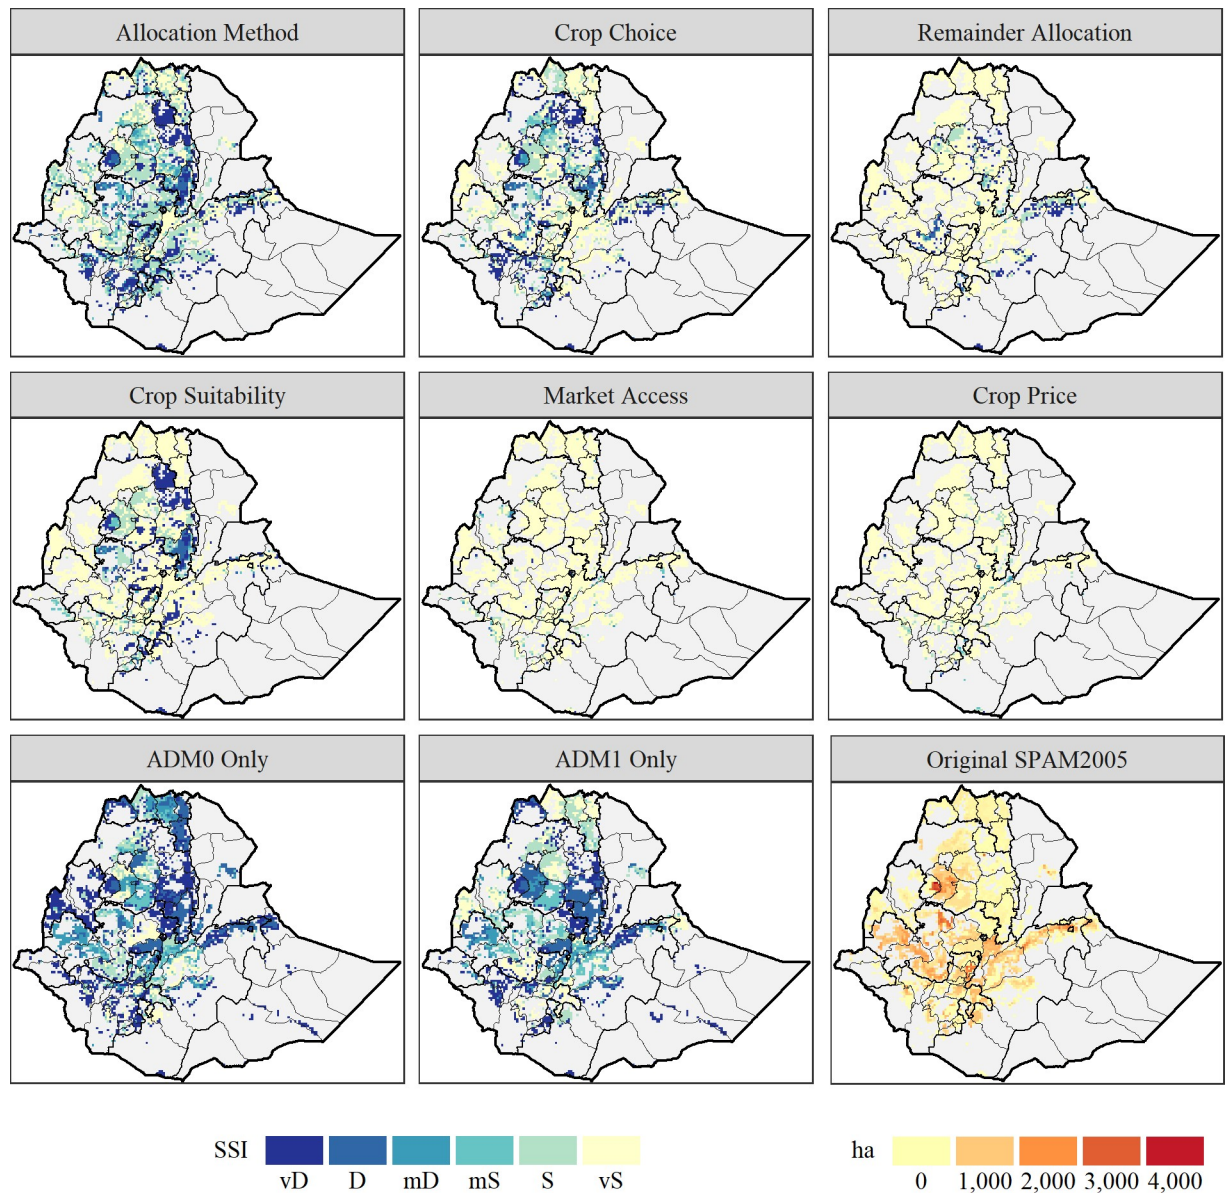 Allocation Method
Crop Choice
Remainder Allocation
Crop Suitability
Market Access
Crop Price
ADM0 Only
ADM1 Only
Original SPAM2005
SSI
vD D mD mS S vS
ha
0 1,000 2,000 3,000 4,000